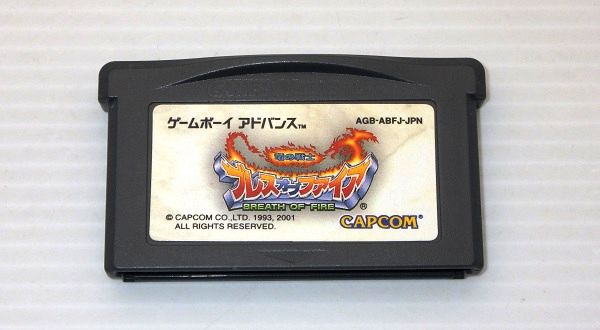 ゲームボーイ アドバンス™
AGB-ABFJ-JPN
竜の戦士
ブレス オブ ファイア
BREATH OF FIRE ®
© CAPCOM CO., LTD. 1993, 2001
ALL RIGHTS RESERVED.
CAPCOM